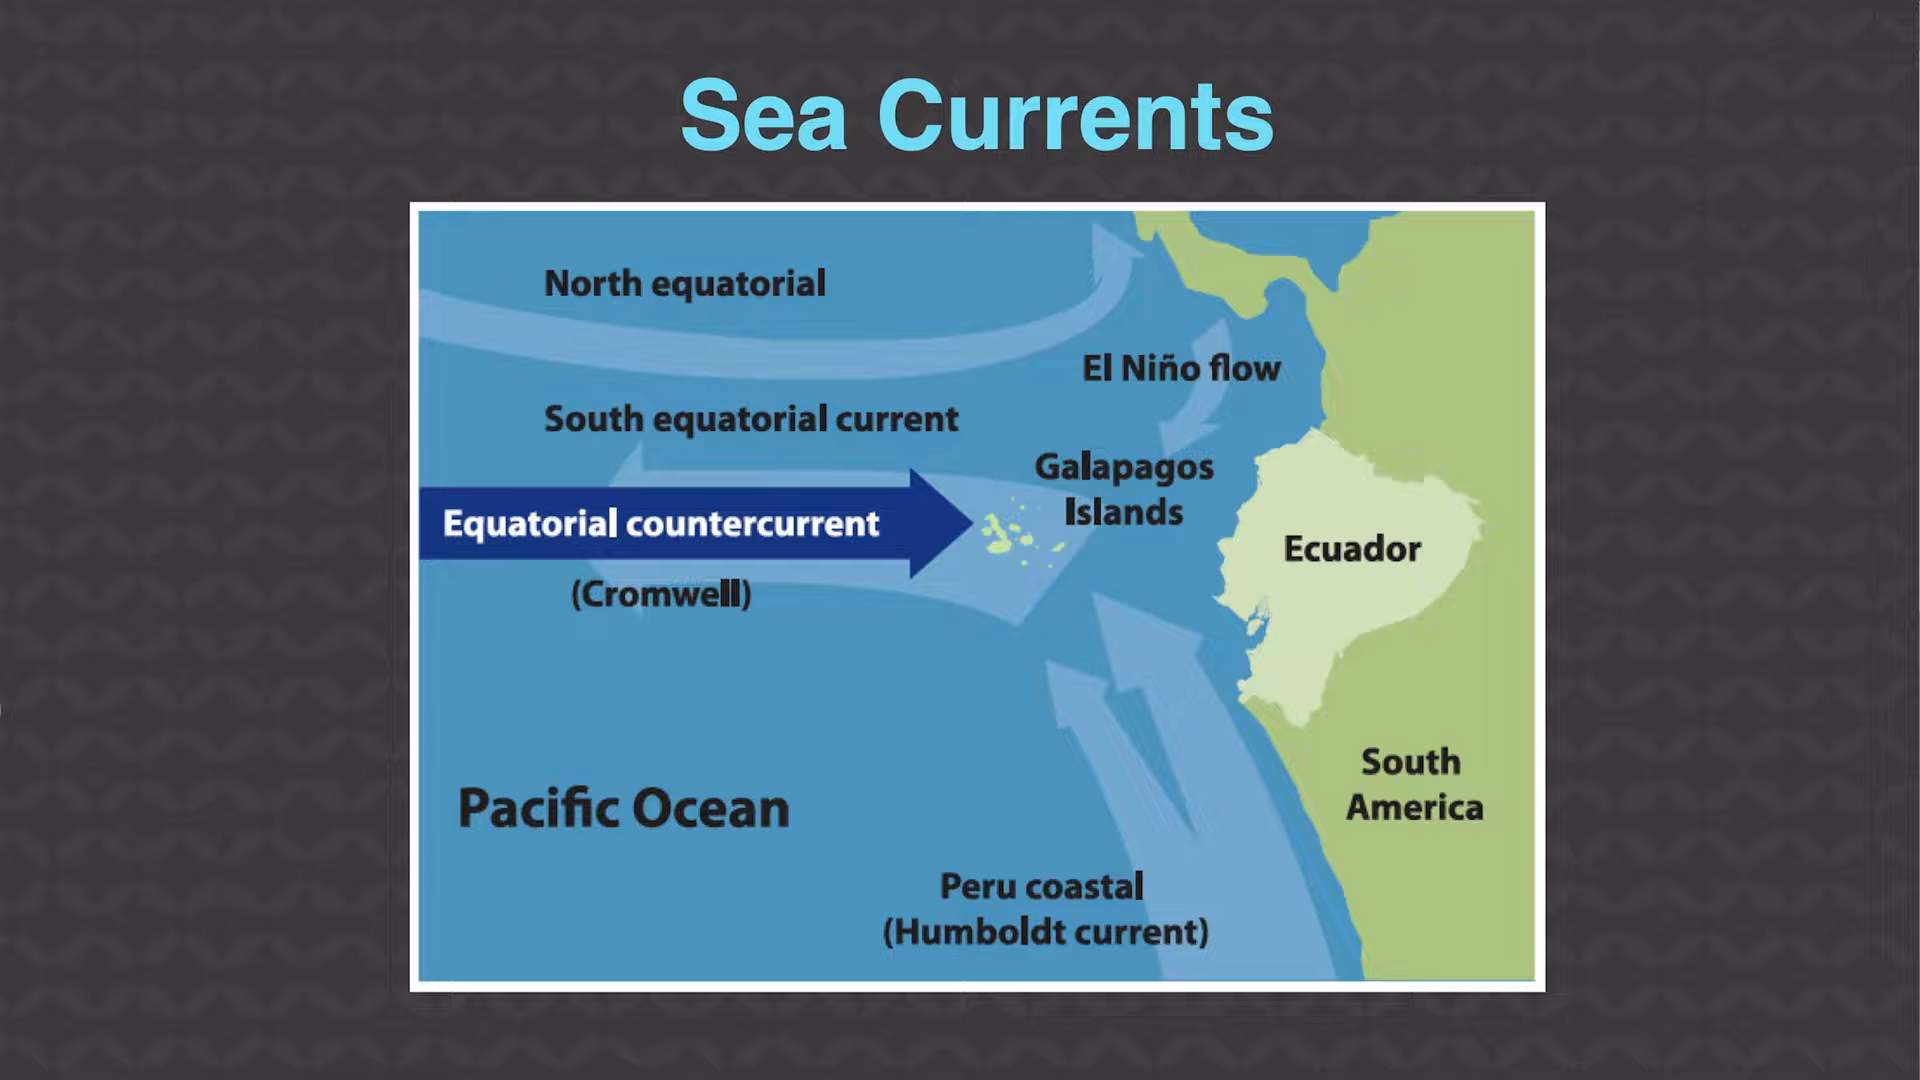 Sea Currents
North equatorial
El Niño flow
South equatorial current
Galapagos
Islands
Equatorial countercurrent
(Cromwell)
Ecuador
South
America
Pacific Ocean
Peru coastal
(Humboldt current)